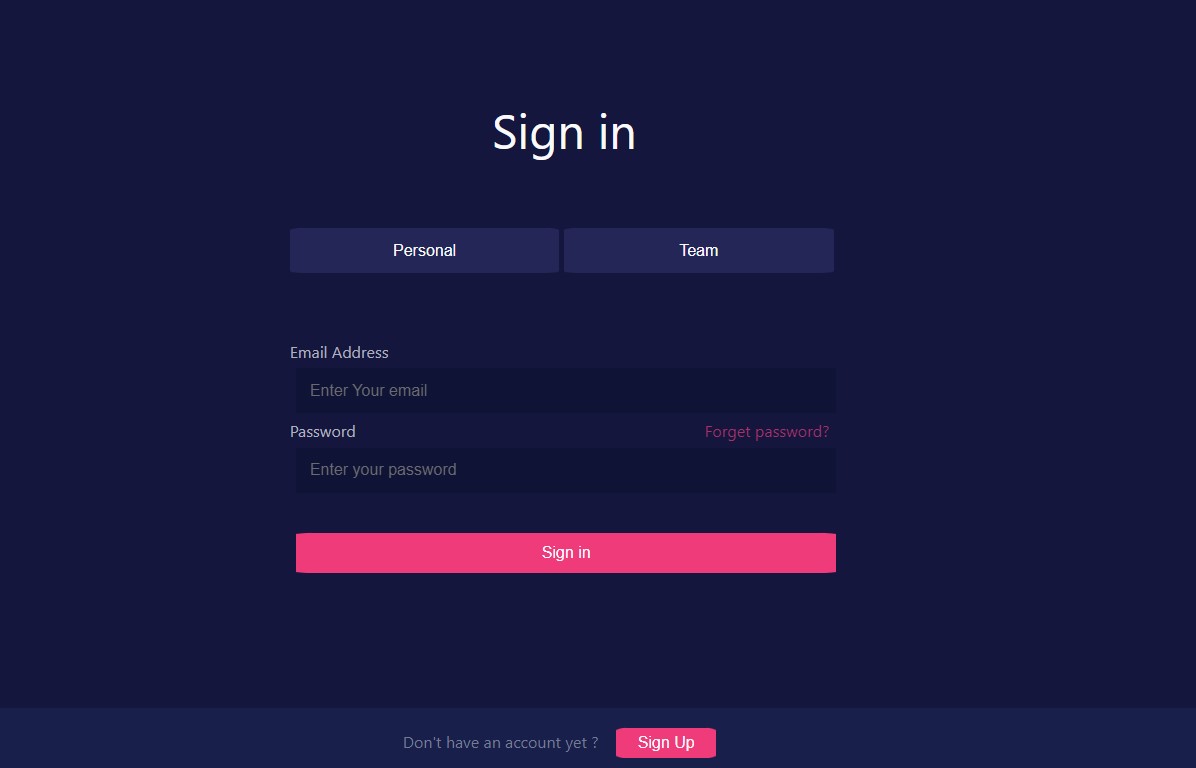 Sign in
Personal Team
Email Address
Enter Your email
Password Forget password?
Enter your password
Sign in
Don't have an account yet ? Sign Up